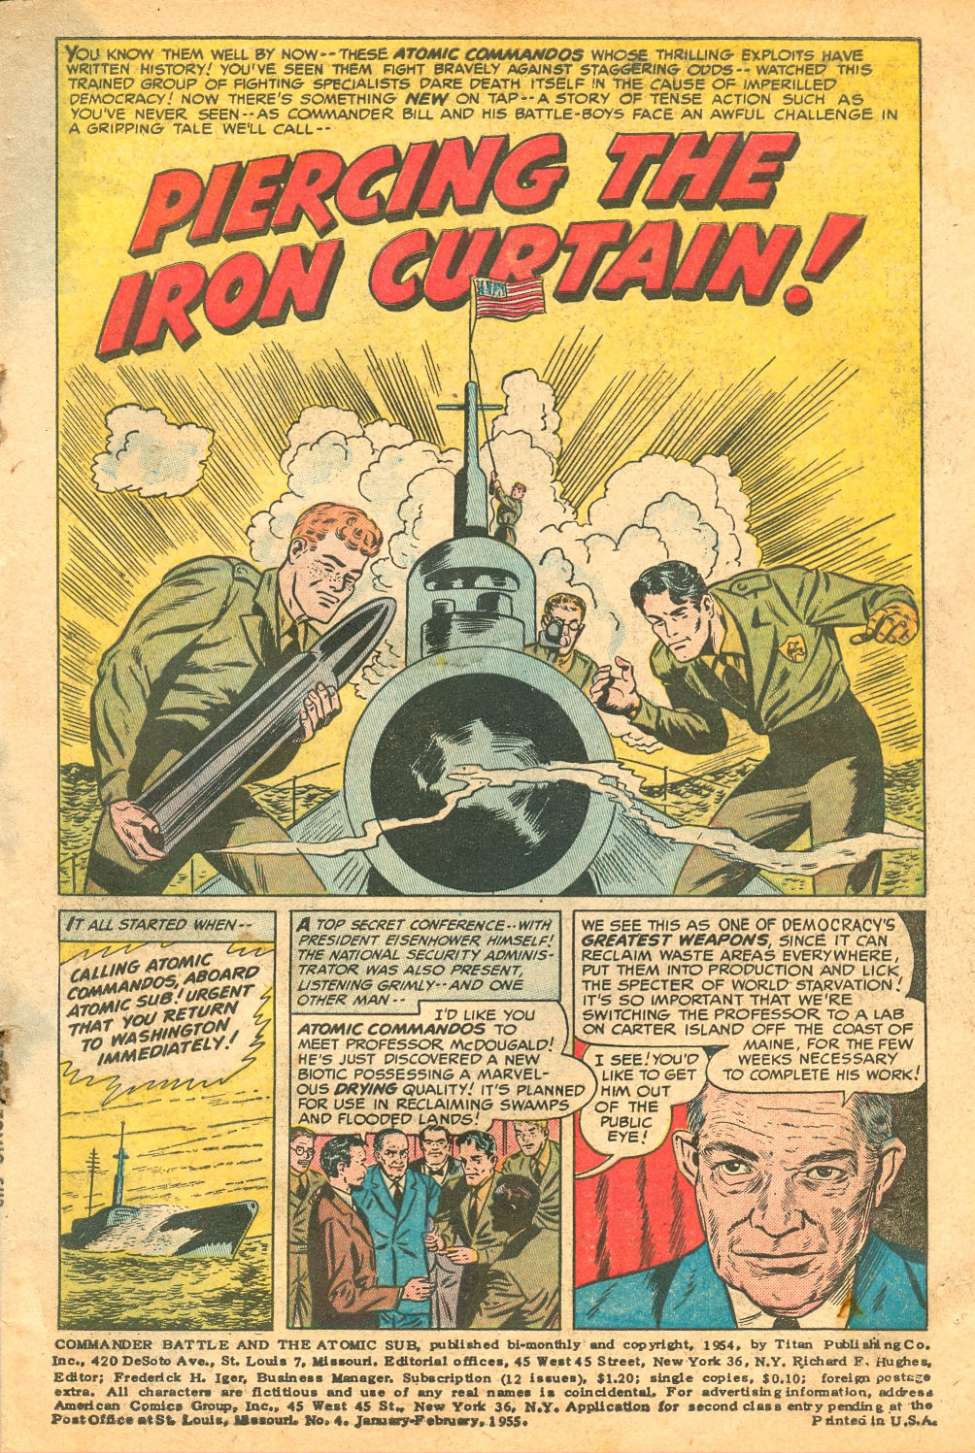 YOU KNOW THEM WELL BY NOW--THESE ATOMIC COMMANDOS WHOSE THRILLING EXPLOITS HAVE
WRITTEN HISTORY! YOU'VE SEEN THEM FIGHT BRAVELY AGAINST STAGGERING ODDS--WATCHED THIS
TRAINED GROUP OF FIGHTING SPECIALISTS DARE DEATH ITSELF IN THE CAUSE OF IMPERILLED
DEMOCRACY! NOW THERE'S SOMETHING NEW ON TAP--A STORY OF TENSE ACTION SUCH AS
YOU'VE NEVER SEEN--AS COMMANDER BILL AND HIS BATTLE-BOYS FACE AN AWFUL CHALLENGE IN
A GRIPPING TALE WE'LL CALL--
PIERCING THE
IRON CURTAIN!
IT ALL STARTED WHEN--
CALLING ATOMIC
COMMANDOS, ABOARD
ATOMIC SUB! URGENT
THAT YOU RETURN
TO WASHINGTON
IMMEDIATELY!
A TOP SECRET CONFERENCE--WITH
PRESIDENT EISENHOWER HIMSELF!
THE NATIONAL SECURITY ADMINIS-
TRATOR WAS ALSO PRESENT,
LISTENING GRIMLY--AND ONE
OTHER MAN--
I'D LIKE YOU
ATOMIC COMMANDOS TO
MEET PROFESSOR McDOUGALD!
HE'S JUST DISCOVERED A NEW
BIOTIC POSSESSING A MARVEL-
OUS DRYING QUALITY! IT'S PLANNED
FOR USE IN RECLAIMING SWAMPS
AND FLOODED LANDS!
WE SEE THIS AS ONE OF DEMOCRACY'S
GREATEST WEAPONS, SINCE IT CAN
RECLAIM WASTE AREAS EVERYWHERE,
PUT THEM INTO PRODUCTION AND LICK
THE SPECTER OF WORLD STARVATION!
IT'S SO IMPORTANT THAT WE'RE
SWITCHING THE PROFESSOR TO A LAB
ON CARTER ISLAND OFF THE COAST OF
MAINE, FOR THE FEW
WEEKS NECESSARY
TO COMPLETE HIS WORK!
I SEE! YOU'D
LIKE TO GET
HIM OUT
OF THE
PUBLIC
EYE!
COMMANDER BATTLE AND THE ATOMIC SUB, published bi-monthly and copyright, 1954, by Titan Publishing Co.
Inc., 420 DeSoto Ave., St. Louis 7, Missouri. Editorial offices, 45 West 45 Street, New York 36, N.Y. Richard E. Hughes,
Editor; Frederick H. Iger, Business Manager. Subscription (12 issues), $1.20; single copies, $0.10; foreign postage
extra. All characters are fictitious and use of any real names is coincidental. For advertising information, address
American Comics Group, Inc., 45 West 45 St., New York 36, N.Y. Application for second class entry pending at the
Post Office at St. Louis, Missouri. No. 4. January-February, 1955. Printed in U.S.A.